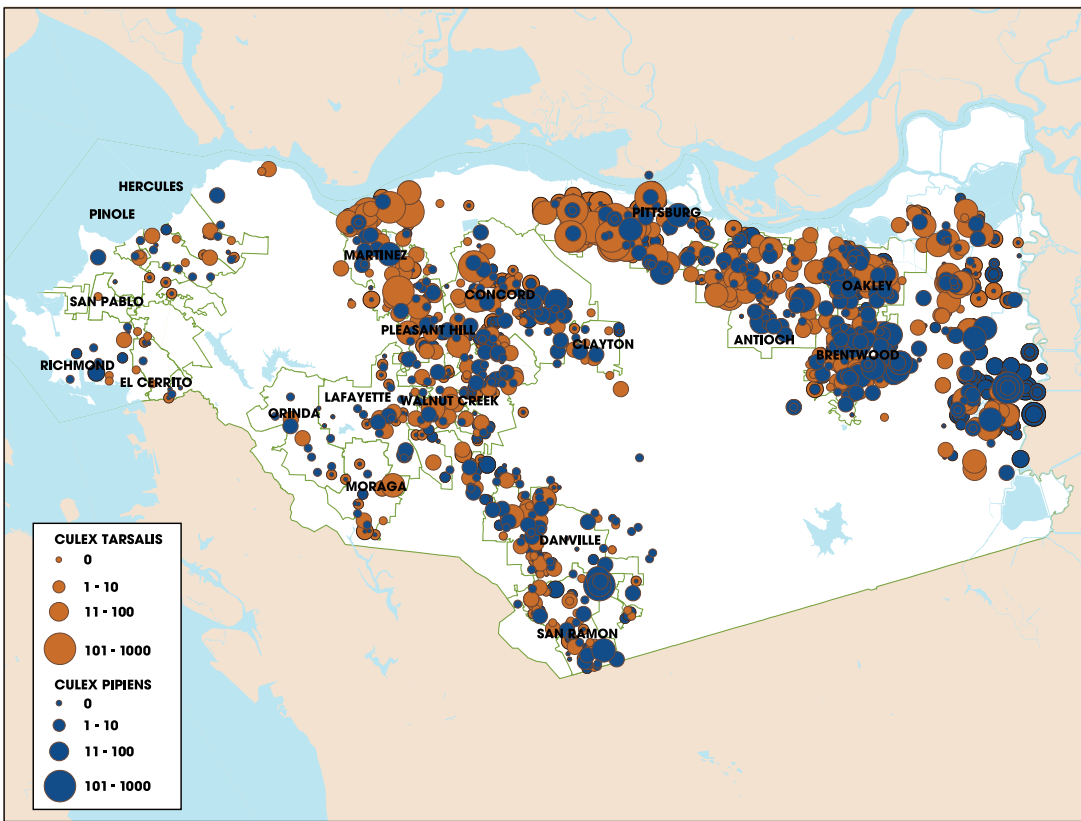 HERCULES
PINOLE
PITTSBURG
MARTINEZ
OAKLEY
CONCORD
SAN PABLO
PLEASANT HILL
ANTIOCH
CLAYTON
BRENTWOOD
RICHMOND
EL CERRITO
LAFAYETTE
WALNUT CREEK
ORINDA
MORAGA
DANVILLE
SAN RAMON
CULEX TARSALIS
0
1 - 10
11 - 100
101 - 1000
CULEX PIPIENS
0
1 - 10
11 - 100
101 - 1000